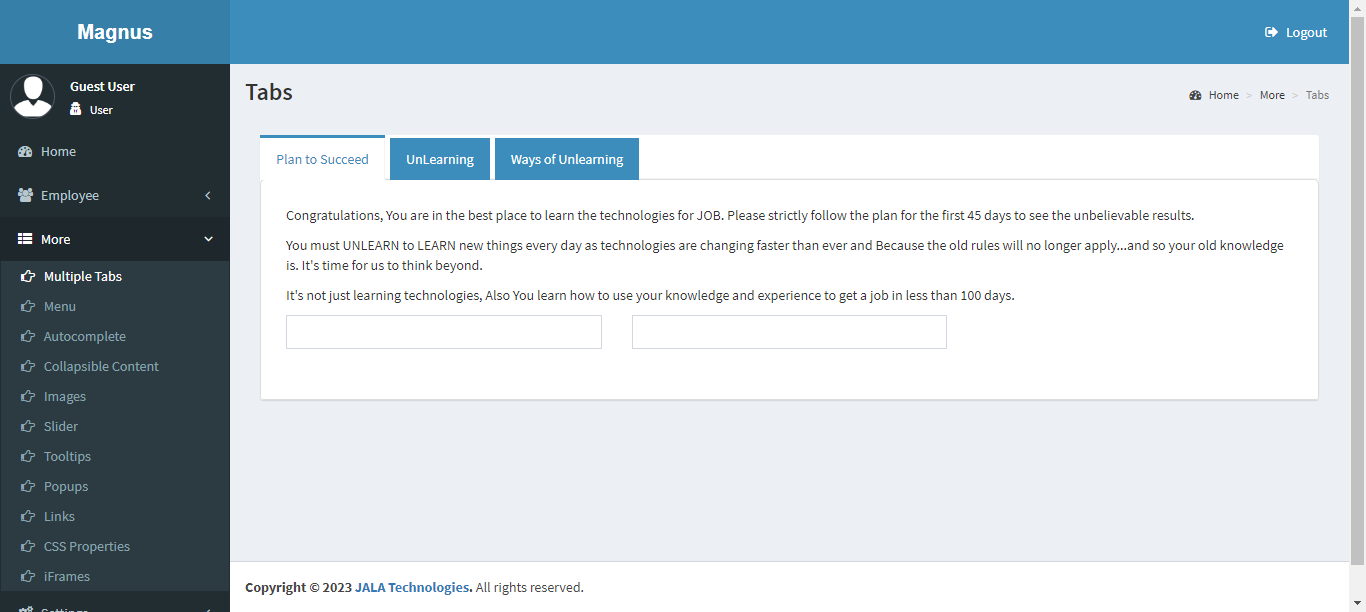 Magnus
Logout
Guest User
User
Home
Employee
More
Multiple Tabs
Menu
Autocomplete
Collapsible Content
Images
Slider
Tooltips
Popups
Links
CSS Properties
iFrames
Settings
Tabs
Home > More > Tabs
Plan to Succeed
UnLearning
Ways of Unlearning
Congratulations, You are in the best place to learn the technologies for JOB. Please strictly follow the plan for the first 45 days to see the unbelievable results.
You must UNLEARN to LEARN new things every day as technologies are changing faster than ever and Because the old rules will no longer apply...and so your old knowledge
is. It's time for us to think beyond.
It's not just learning technologies, Also You learn how to use your knowledge and experience to get a job in less than 100 days.
Copyright © 2023 JALA Technologies. All rights reserved.